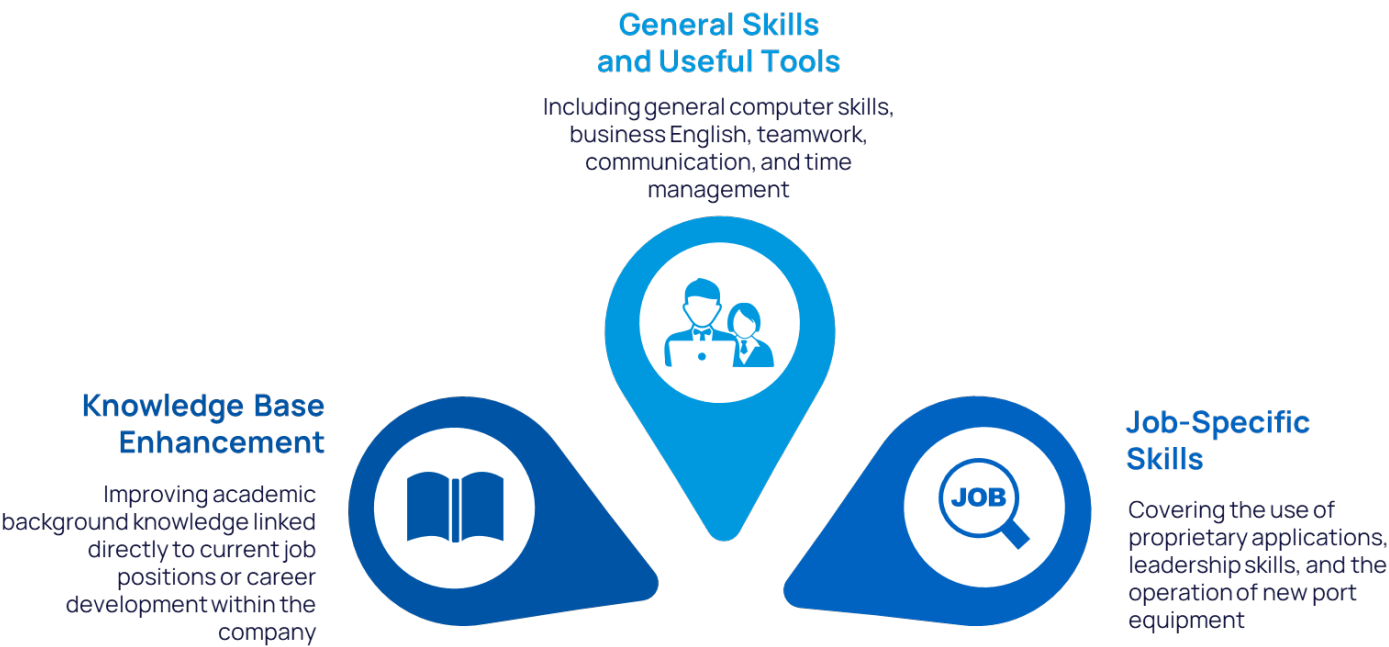 General Skills
and Useful Tools
Including general computer skills,
business English, teamwork,
communication, and time
management
Knowledge Base
Enhancement
Improving academic
background knowledge linked
directly to current job
positions or career
development within the
company
JOB
Job-Specific
Skills
Covering the use of
proprietary applications,
leadership skills, and the
operation of new port
equipment